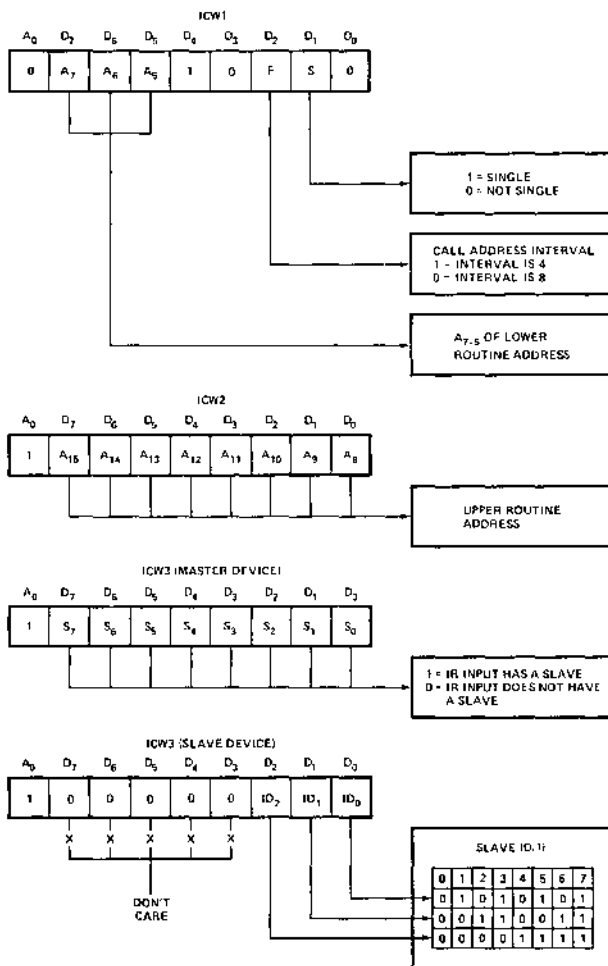 ICW1
A0 D7 D6 D5 D4 D3 D2 D1 D0
0 A7 A6 A5 1 0 F S 0
1 = SINGLE
0 = NOT SINGLE
CALL ADDRESS INTERVAL
1 = INTERVAL IS 4
0 = INTERVAL IS 8
A7-5 OF LOWER
ROUTINE ADDRESS
ICW2
A0 D7 D6 D5 D4 D3 D2 D1 D0
1 A15 A14 A13 A12 A11 A10 A9 A8
UPPER ROUTINE
ADDRESS
ICW3 (MASTER DEVICE)
A0 D7 D6 D5 D4 D3 D2 D1 D0
1 S7 S6 S5 S4 S3 S2 S1 S0
1 = IR INPUT HAS A SLAVE
0 = IR INPUT DOES NOT HAVE
A SLAVE
ICW3 (SLAVE DEVICE)
A0 D7 D6 D5 D4 D3 D2 D1 D0
1 0 0 0 0 0 ID2 ID1 ID0
X X X X X
DON'T
CARE
SLAVE ID
0 1 2 3 4 5 6 7
0 1 0 1 0 1 0 1
0 0 1 1 0 0 1 1
0 0 0 0 1 1 1 1